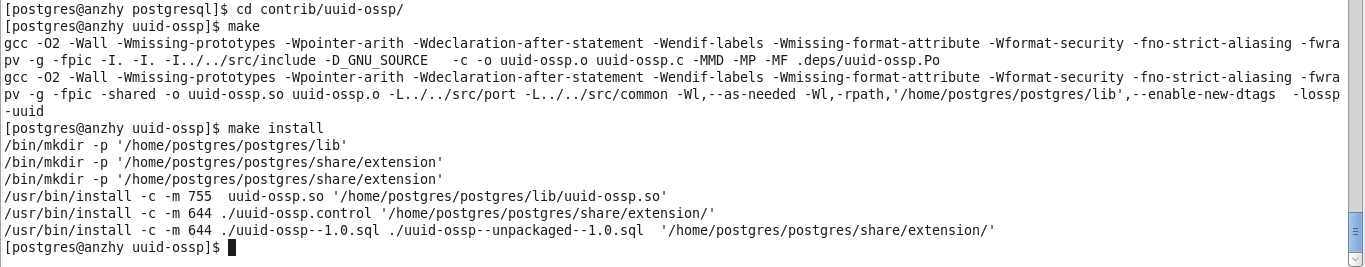 [postgres@anzhy postgresql]$ cd contrib/uuid-ossp/
[postgres@anzhy uuid-ossp]$ make
gcc -O2 -Wall -Wmissing-prototypes -Wpointer-arith -Wdeclaration-after-statement -Wendif-labels -Wmissing-format-attribute -Wformat-security -fno-strict-aliasing -fwra
pv -g -fpic -I. -I. -I../../src/include -D_GNU_SOURCE   -c -o uuid-ossp.o uuid-ossp.c -MMD -MP -MF .deps/uuid-ossp.Po
gcc -O2 -Wall -Wmissing-prototypes -Wpointer-arith -Wdeclaration-after-statement -Wendif-labels -Wmissing-format-attribute -Wformat-security -fno-strict-aliasing -fwra
pv -g -fpic -shared -o uuid-ossp.so uuid-ossp.o -L../../src/port -L../../src/common -Wl,--as-needed -Wl,-rpath,'/home/postgres/postgres/lib',--enable-new-dtags  -lossp
-uuid
[postgres@anzhy uuid-ossp]$ make install
/bin/mkdir -p '/home/postgres/postgres/lib'
/bin/mkdir -p '/home/postgres/postgres/share/extension'
/bin/mkdir -p '/home/postgres/postgres/share/extension'
/usr/bin/install -c -m 755  uuid-ossp.so '/home/postgres/postgres/lib/uuid-ossp.so'
/usr/bin/install -c -m 644 ./uuid-ossp.control '/home/postgres/postgres/share/extension/'
/usr/bin/install -c -m 644 ./uuid-ossp--1.0.sql ./uuid-ossp--unpackaged--1.0.sql  '/home/postgres/postgres/share/extension/'
[postgres@anzhy uuid-ossp]$